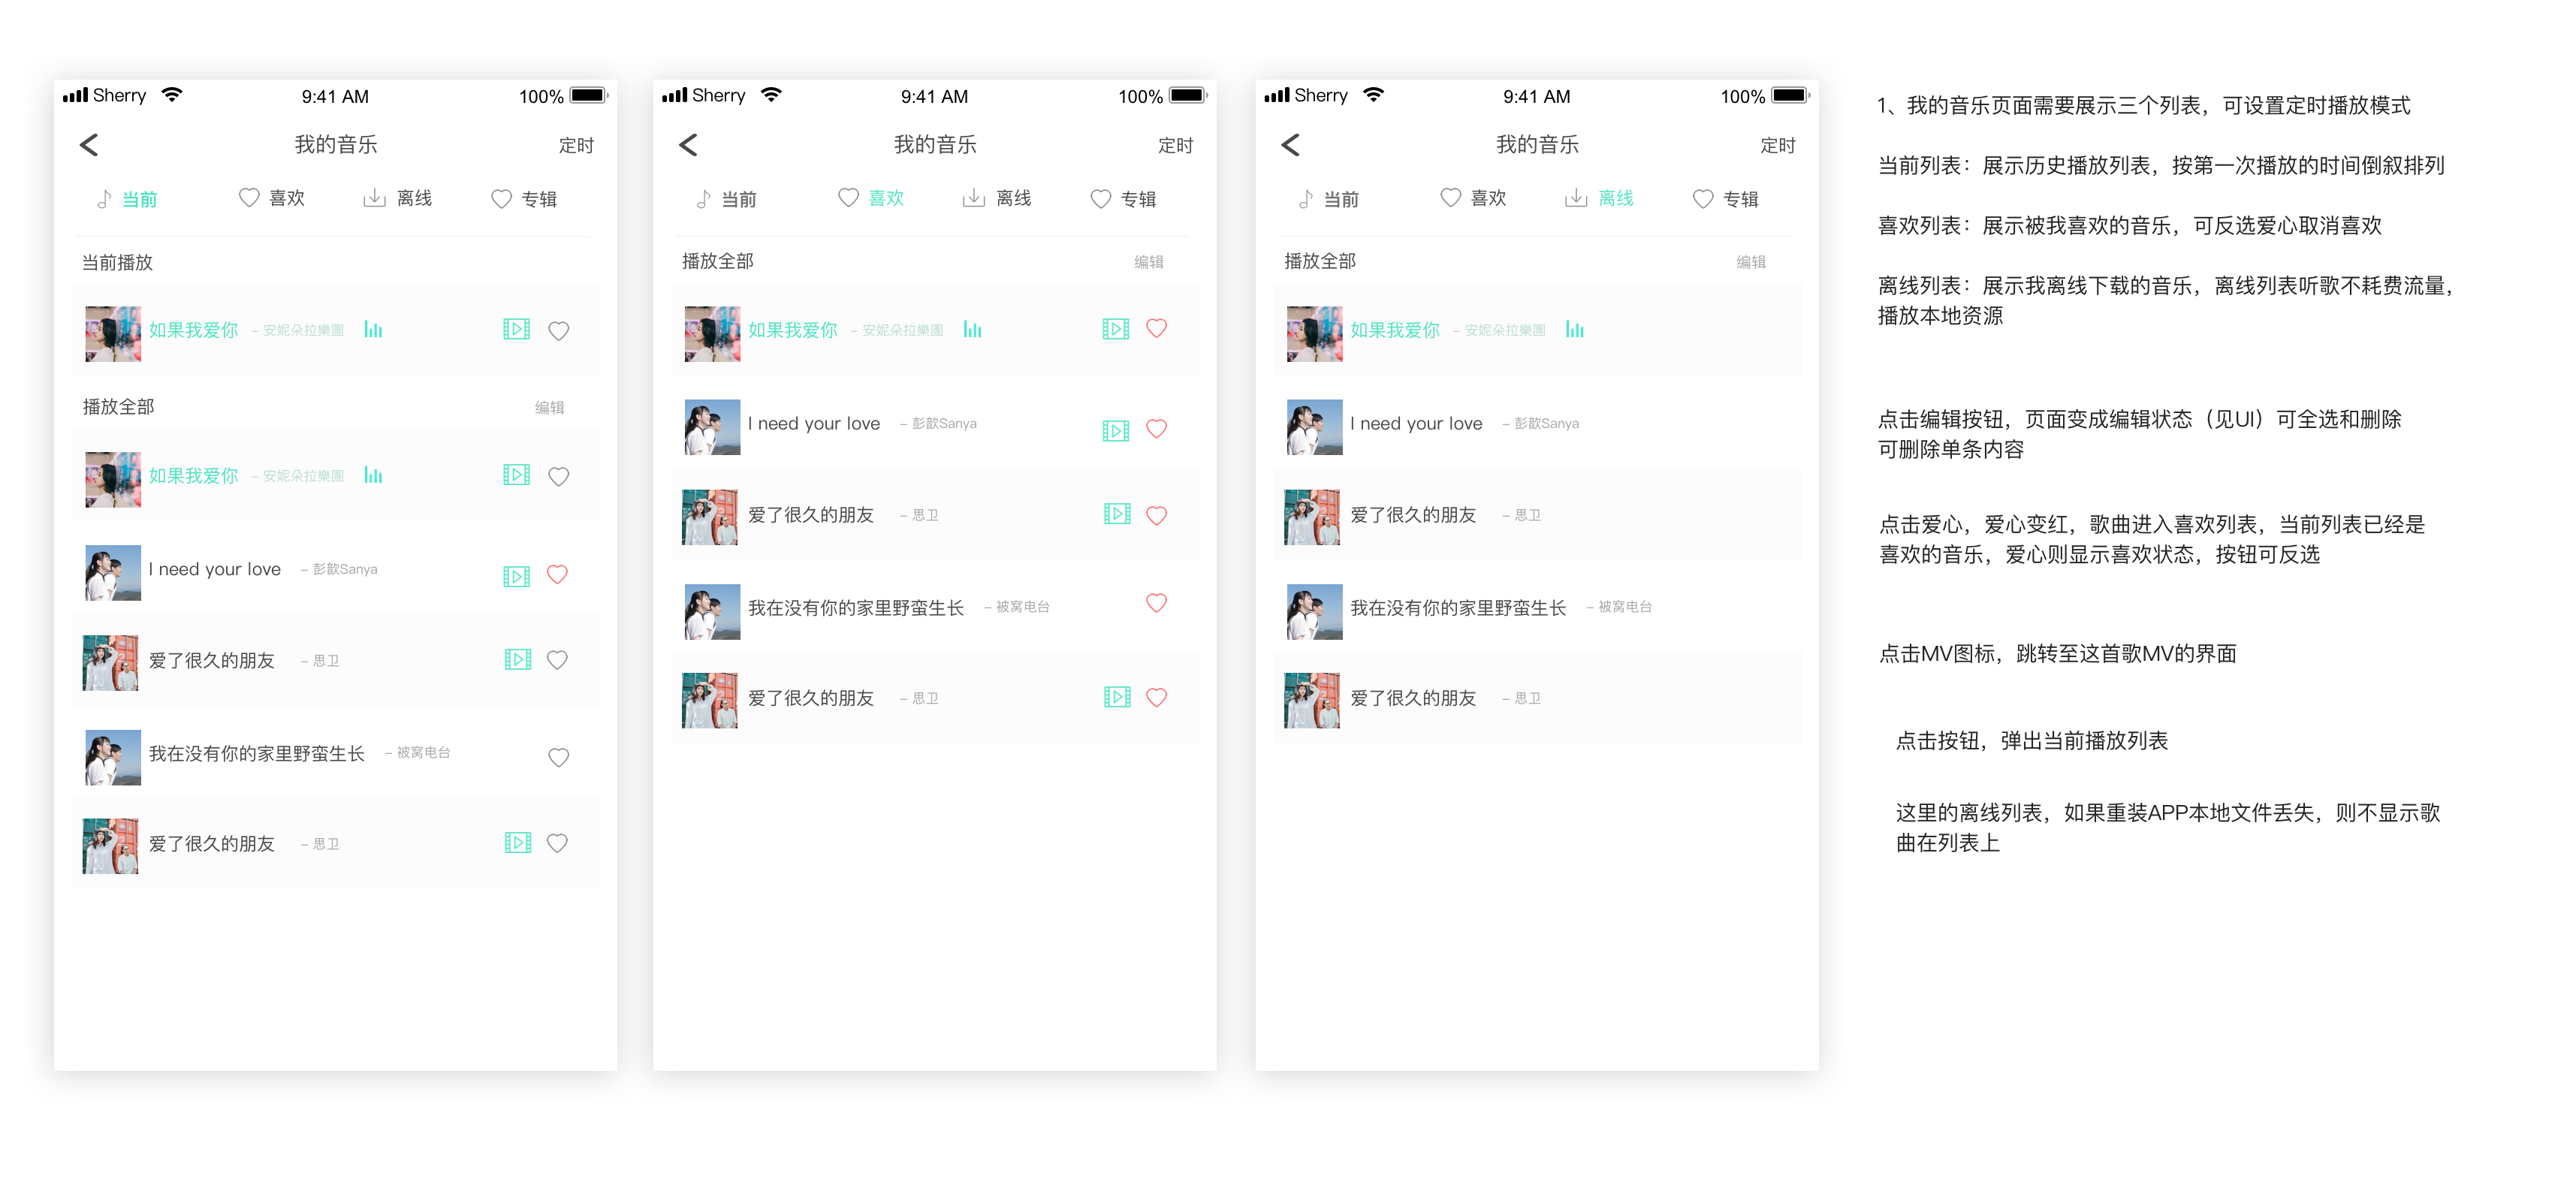 Sherry 9:41 AM 100%
我的音乐 定时
当前 喜欢 离线 专辑
当前播放
如果我爱你 – 安妮朵拉樂團
播放全部 编辑
如果我爱你 – 安妮朵拉樂團
I need your love – 彭歆Sanya
爱了很久的朋友 – 思卫
我在没有你的家里野蛮生长 – 被窝电台
爱了很久的朋友 – 思卫
Sherry 9:41 AM 100%
我的音乐 定时
当前 喜欢 离线 专辑
播放全部 编辑
如果我爱你 – 安妮朵拉樂團
I need your love – 彭歆Sanya
爱了很久的朋友 – 思卫
我在没有你的家里野蛮生长 – 被窝电台
爱了很久的朋友 – 思卫
Sherry 9:41 AM 100%
我的音乐 定时
当前 喜欢 离线 专辑
播放全部 编辑
如果我爱你 – 安妮朵拉樂團
I need your love – 彭歆Sanya
爱了很久的朋友 – 思卫
我在没有你的家里野蛮生长 – 被窝电台
爱了很久的朋友 – 思卫
1、我的音乐页面需要展示三个列表，可设置定时播放模式
当前列表：展示历史播放列表，按第一次播放的时间倒叙排列
喜欢列表：展示被我喜欢的音乐，可反选爱心取消喜欢
离线列表：展示我离线下载的音乐，离线列表听歌不耗费流量，
播放本地资源
点击编辑按钮，页面变成编辑状态（见UI）可全选和删除
可删除单条内容
点击爱心，爱心变红，歌曲进入喜欢列表，当前列表已经是
喜欢的音乐，爱心则显示喜欢状态，按钮可反选
点击MV图标，跳转至这首歌MV的界面
点击按钮，弹出当前播放列表
这里的离线列表，如果重装APP本地文件丢失，则不显示歌
曲在列表上